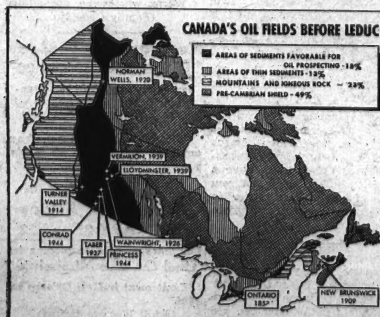 CANADA'S OIL FIELDS BEFORE LEDUC
AREAS OF SEDIMENTS FAVORABLE FOR
OIL PROSPECTING - 18%
AREAS OF THIN SEDIMENTS - 13%
MOUNTAINS AND IGNEOUS ROCK -
PRE-CAMBRIAN SHIELD - 49%
NORMAN
WELLS, 1920
VERMILION, 1939
LLOYDMINSTER, 1939
TURNER
VALLEY
1914
CONRAD
1944
TABER
1937
PRINCESS
1944
WAINWRIGHT, 1926
ONTARIO
NEW BRUNSWICK
1909